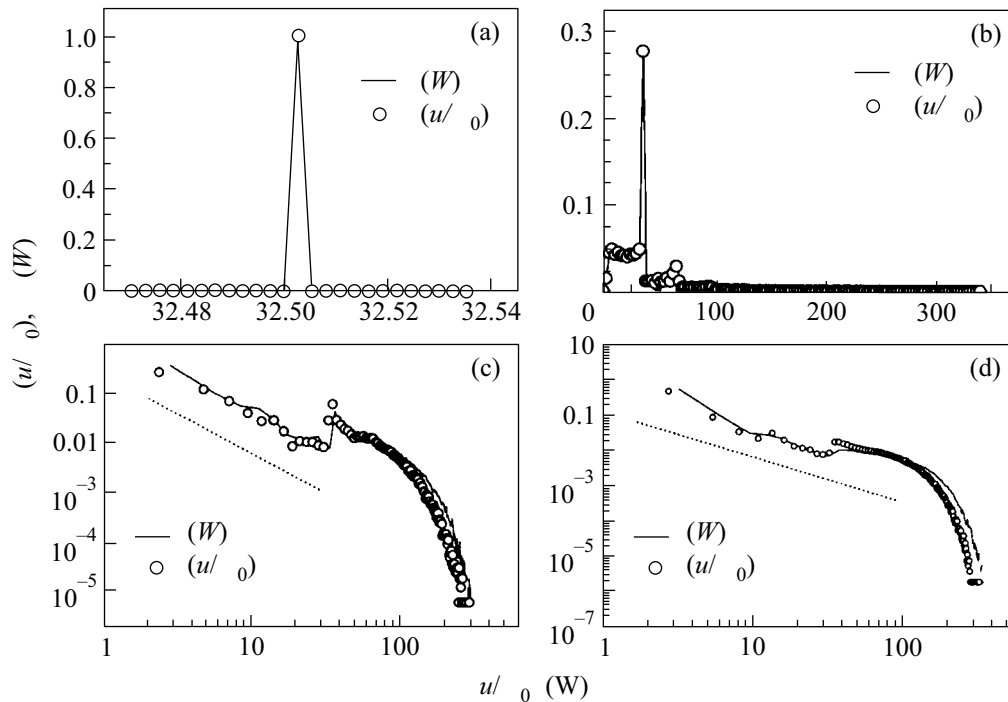 (a)
1.0
0.8
0.6
0.4
0.2
0
(W)
(u/ 0)
32.48 32.50 32.52 32.54
(b)
0.3
0.25
0.1
0
(W)
(u/ 0)
0 100 200 300
(u/ 0), (W)
(c)
0.1
0.01
10⁻³
10⁻⁴
10⁻⁵
(W)
(u/ 0)
1 10 100
(d)
10
0.1
10⁻³
10⁻⁵
10⁻⁷
(W)
(u/ 0)
1 10 100
u/ 0 (W)